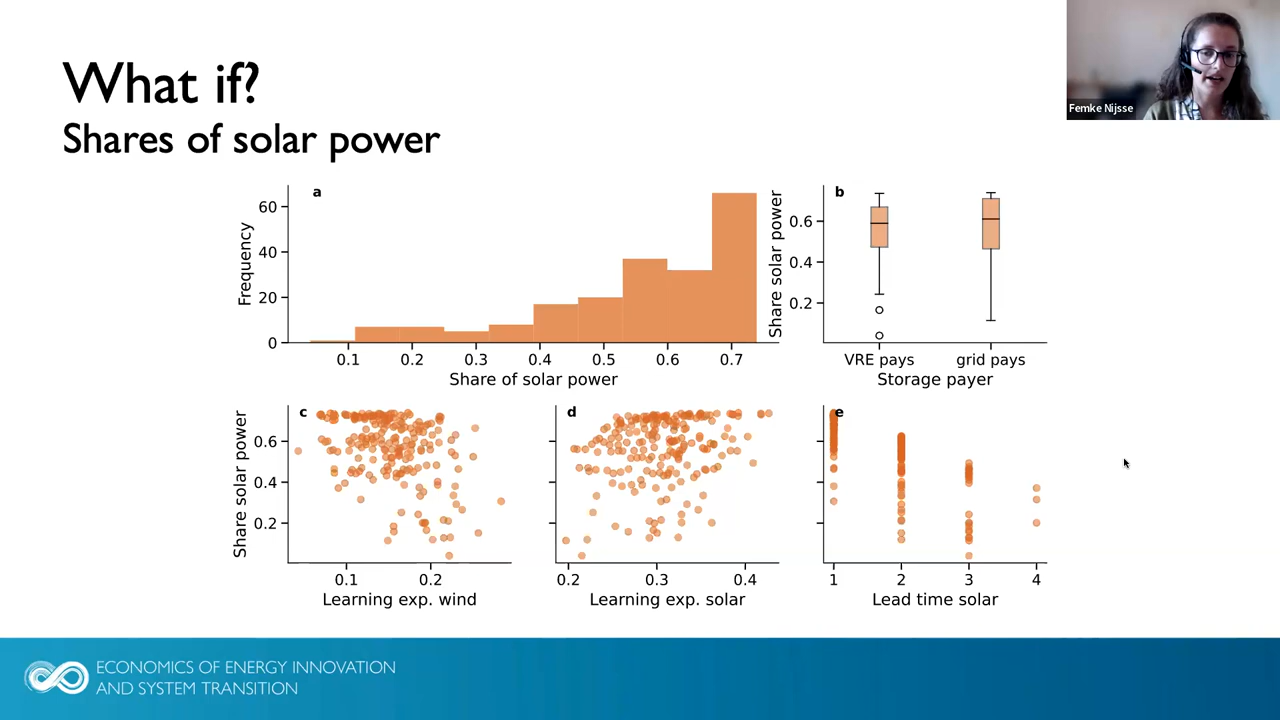 What if?
Shares of solar power
Femke Nijsse
a
60
40
20
0
Frequency
0.1 0.2 0.3 0.4 0.5 0.6 0.7
Share of solar power
b
0.6
0.4
0.2
Share solar power
VRE pays grid pays
Storage payer
c
0.6
0.4
0.2
Share solar power
0.1 0.2
Learning exp. wind
d
0.2 0.3 0.4
Learning exp. solar
e
1 2 3 4
Lead time solar
ECONOMICS OF ENERGY INNOVATION
AND SYSTEM TRANSITION